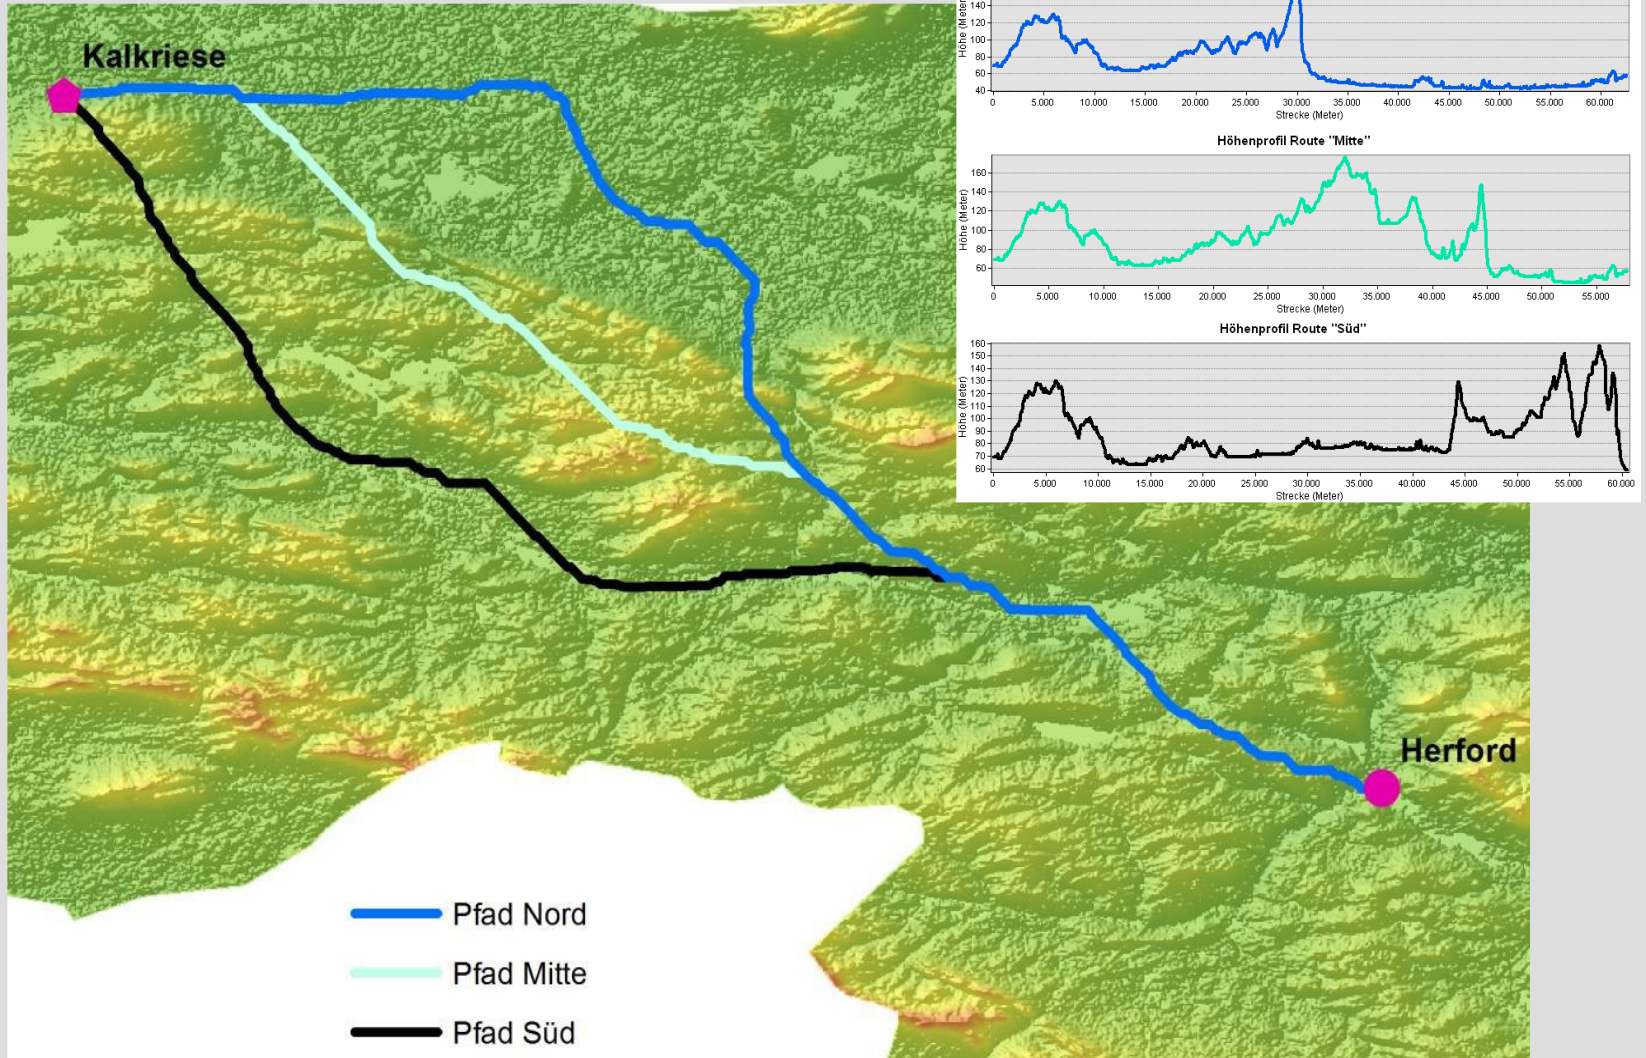 Kalkriese
Herford
Pfad Nord
Pfad Mitte
Pfad Süd
Höhe (Meter)
140
120
100
80
60
40
0 5.000 10.000 15.000 20.000 25.000 30.000 35.000 40.000 45.000 50.000 55.000 60.000
Strecke (Meter)
Höhenprofil Route "Mitte"
Höhe (Meter)
160
140
120
100
80
60
0 5.000 10.000 15.000 20.000 25.000 30.000 35.000 40.000 45.000 50.000 55.000
Strecke (Meter)
Höhenprofil Route "Süd"
Höhe (Meter)
160
150
140
130
120
110
100
90
80
70
60
0 5.000 10.000 15.000 20.000 25.000 30.000 35.000 40.000 45.000 50.000 55.000 60.000
Strecke (Meter)